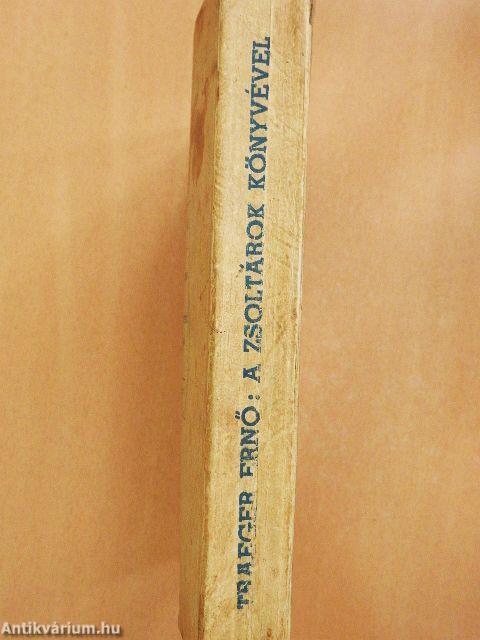 TRAEGER ERNŐ: A ZSOLTÁROK KÖNYVÉVEL
Antikvárium.hu